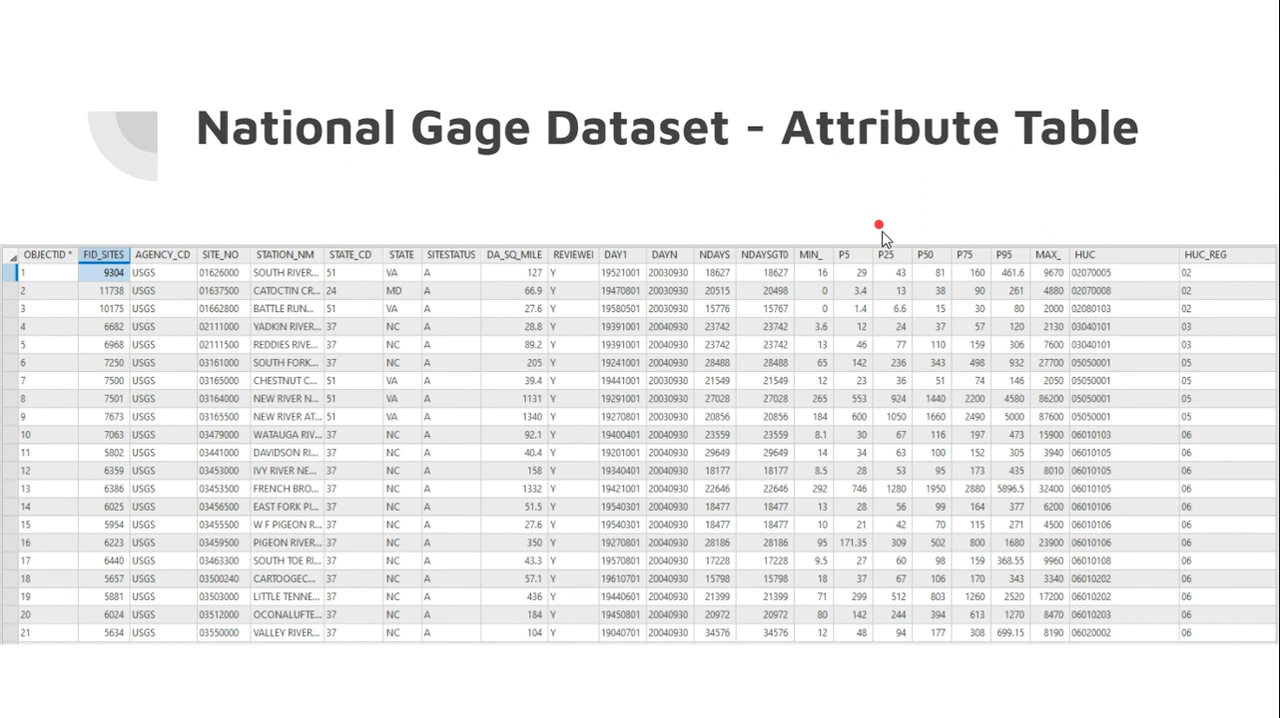 National Gage Dataset - Attribute Table
OBJECTID * FID_SITES AGENCY_CD SITE_NO STATION_NM STATE_CD STATE SITESTATUS DA_SQ_MILE REVIEWEI DAY1 DAYN NDAYS NDAYSGT0 MIN_ P5 P25 P50 P75 P95 MAX_ HUC HUC_REG
1 9304 USGS 01626000 SOUTH RIVER... 51 VA A 127 Y 19521001 20030930 18627 18627 16 29 43 81 160 461.6 9670 02070005 02
2 11738 USGS 01637500 CATOCTIN CR... 24 MD A 66.9 Y 19470801 20030930 20515 20498 0 3.4 13 38 90 261 4880 02070008 02
3 10175 USGS 01662800 BATTLE RUN... 51 VA A 27.6 Y 19580501 20030930 15776 15767 0 1.4 6.6 15 30 80 2000 02080103 02
4 6682 USGS 02111000 YADKIN RIVER... 37 NC A 28.8 Y 19391001 20040930 23742 23742 3.6 12 24 37 57 120 2130 03040101 03
5 6968 USGS 02111500 REDDIES RIVE... 37 NC A 89.2 Y 19391001 20040930 23742 23742 13 46 77 110 159 306 7600 03040101 03
6 7250 USGS 03161000 SOUTH FORK... 37 NC A 205 Y 19241001 20040930 28488 28488 65 142 236 343 498 932 27700 05050001 05
7 7500 USGS 03165000 CHESTNUT C... 51 VA A 39.4 Y 19441001 20030930 21549 21549 12 23 36 51 74 146 2050 05050001 05
8 7501 USGS 03164000 NEW RIVER N... 51 VA A 1131 Y 19291001 20030930 27028 27028 265 553 924 1440 2200 4580 86200 05050001 05
9 7673 USGS 03165500 NEW RIVER AT... 51 VA A 1340 Y 19270801 20030930 20856 20856 184 600 1050 1660 2490 5000 87600 05050001 05
10 7063 USGS 03479000 WATAUGA RIV... 37 NC A 92.1 Y 19400401 20040930 23559 23559 8.1 30 67 116 197 473 15900 06010103 06
11 5802 USGS 03441000 DAVIDSON RI... 37 NC A 40.4 Y 19201001 20040930 29649 29649 14 34 63 100 152 305 3940 06010105 06
12 6359 USGS 03453000 IVY RIVER NE... 37 NC A 158 Y 19340401 20040930 18177 18177 8.5 28 53 95 173 435 8010 06010105 06
13 6386 USGS 03453500 FRENCH BRO... 37 NC A 1332 Y 19421001 20040930 22646 22646 292 746 1280 1950 2880 5896.5 32400 06010105 06
14 6025 USGS 03456500 EAST FORK PI... 37 NC A 51.5 Y 19540301 20040930 18477 18477 13 28 56 99 164 377 6200 06010106 06
15 5954 USGS 03455500 W F PIGEON R... 37 NC A 27.6 Y 19540301 20040930 18477 18477 10 21 42 70 115 271 4500 06010106 06
16 6223 USGS 03459500 PIGEON RIVER... 37 NC A 350 Y 19270801 20040930 28186 28186 95 171.35 309 502 800 1680 23900 06010106 06
17 6440 USGS 03463300 SOUTH TOE RI... 37 NC A 43.3 Y 19570801 20040930 17228 17228 9.5 27 60 98 159 368.55 9960 06010108 06
18 5657 USGS 03500240 CARTOOGEC... 37 NC A 57.1 Y 19610701 20040930 15798 15798 18 37 67 106 170 343 3340 06010202 06
19 5881 USGS 03503000 LITTLE TENNE... 37 NC A 436 Y 19440601 20040930 21399 21399 71 299 512 803 1260 2520 17200 06010202 06
20 6024 USGS 03512000 OCONALUFTE... 37 NC A 184 Y 19450801 20040930 20972 20972 80 142 244 394 613 1270 8470 06010203 06
21 5634 USGS 03550000 VALLEY RIVER... 37 NC A 104 Y 19040701 20040930 34576 34576 12 48 94 177 308 699.15 8190 06020002 06